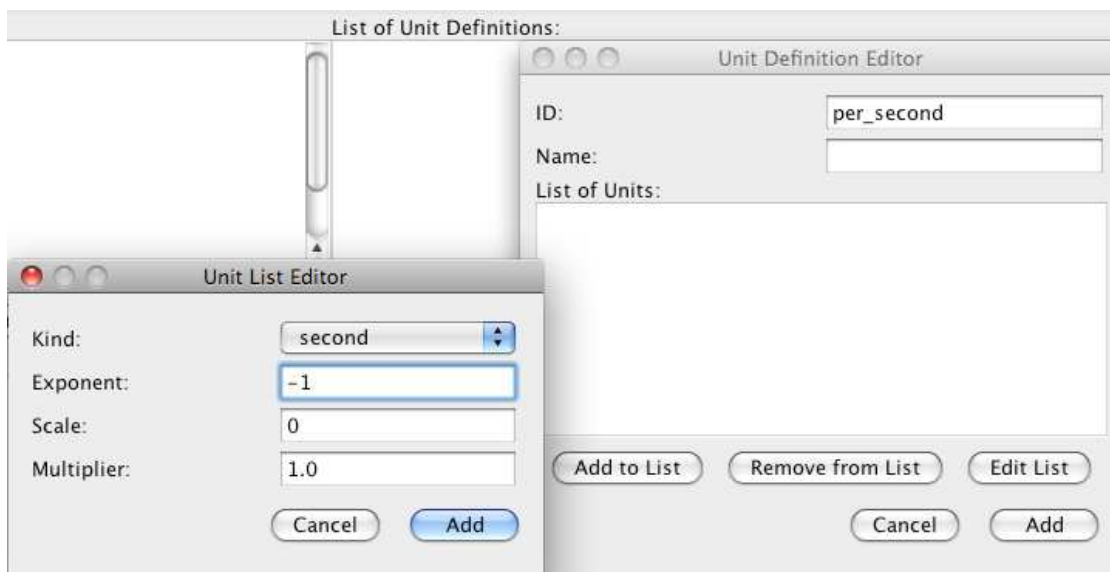 List of Unit Definitions:
Unit Definition Editor
ID: per_second
Name:
List of Units:
Add to List Remove from List Edit List
Cancel Add
Unit List Editor
Kind: second
Exponent: -1
Scale: 0
Multiplier: 1.0
Cancel Add